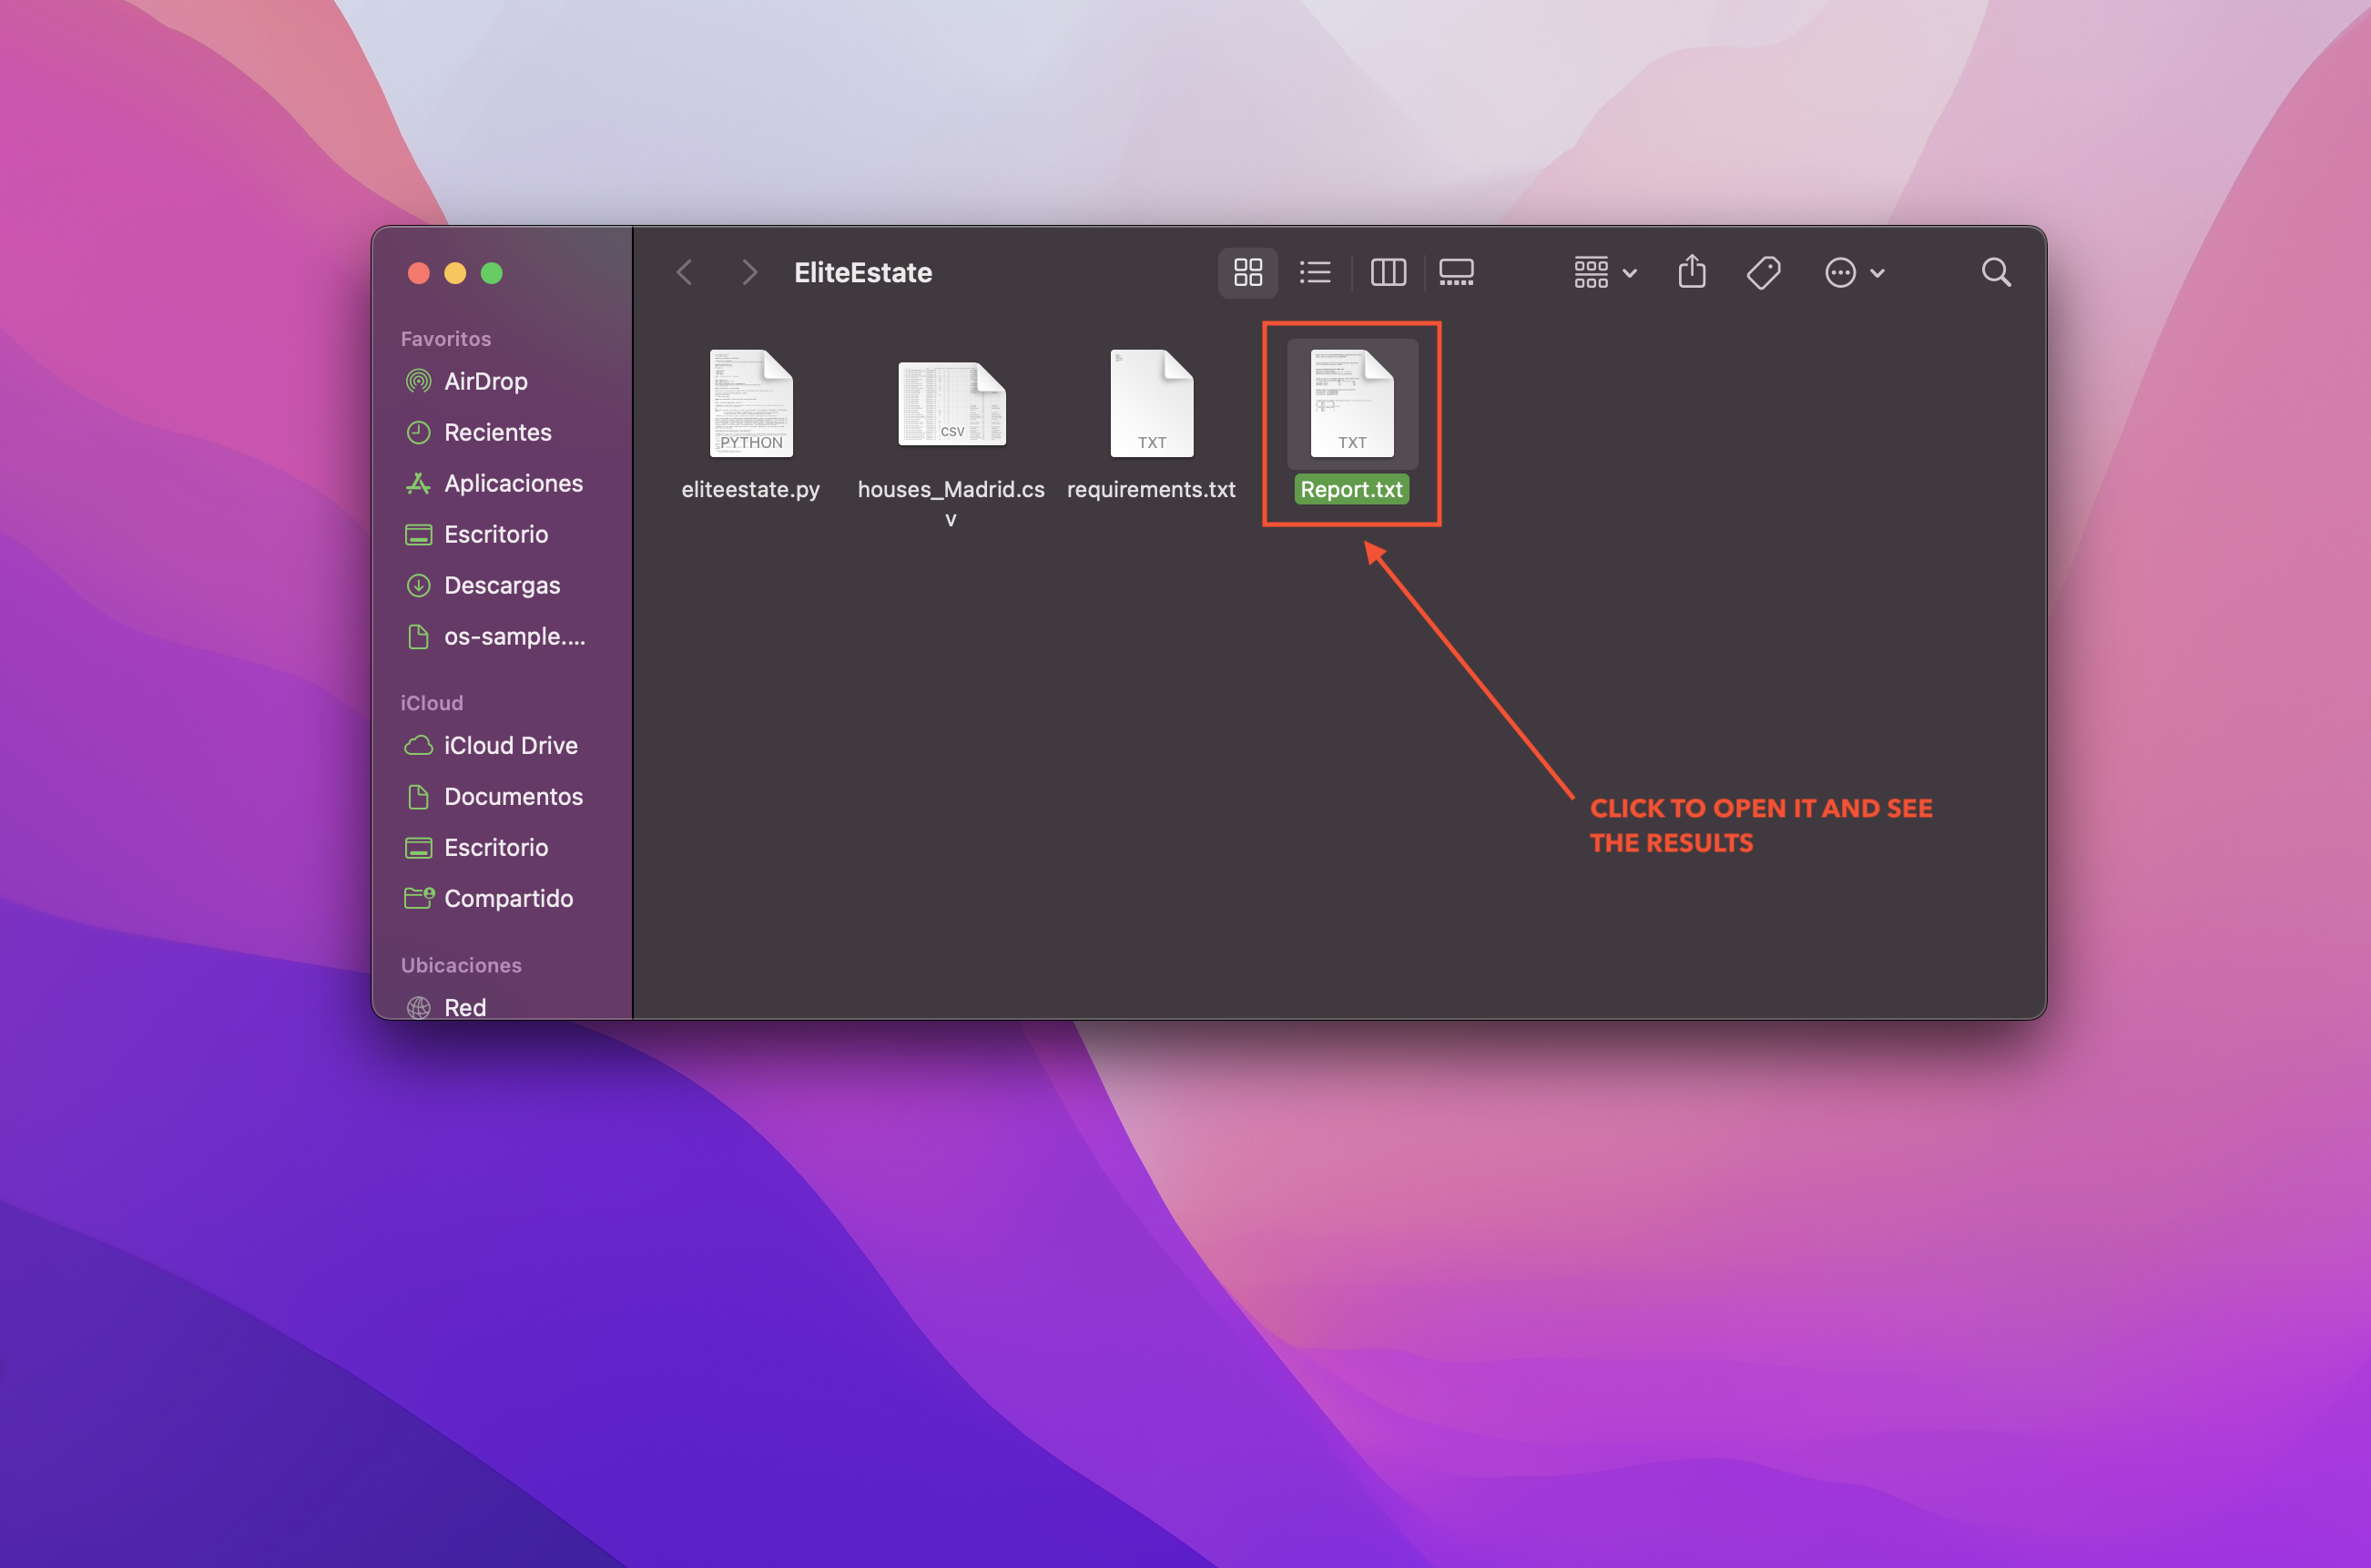 EliteEstate
Favoritos
AirDrop
Recientes
Aplicaciones
Escritorio
Descargas
os-sample....
iCloud
iCloud Drive
Documentos
Escritorio
Compartido
Ubicaciones
Red
PYTHON
eliteestate.py
CSV
houses_Madrid.cs
v
TXT
requirements.txt
TXT
Report.txt
CLICK TO OPEN IT AND SEE
THE RESULTS